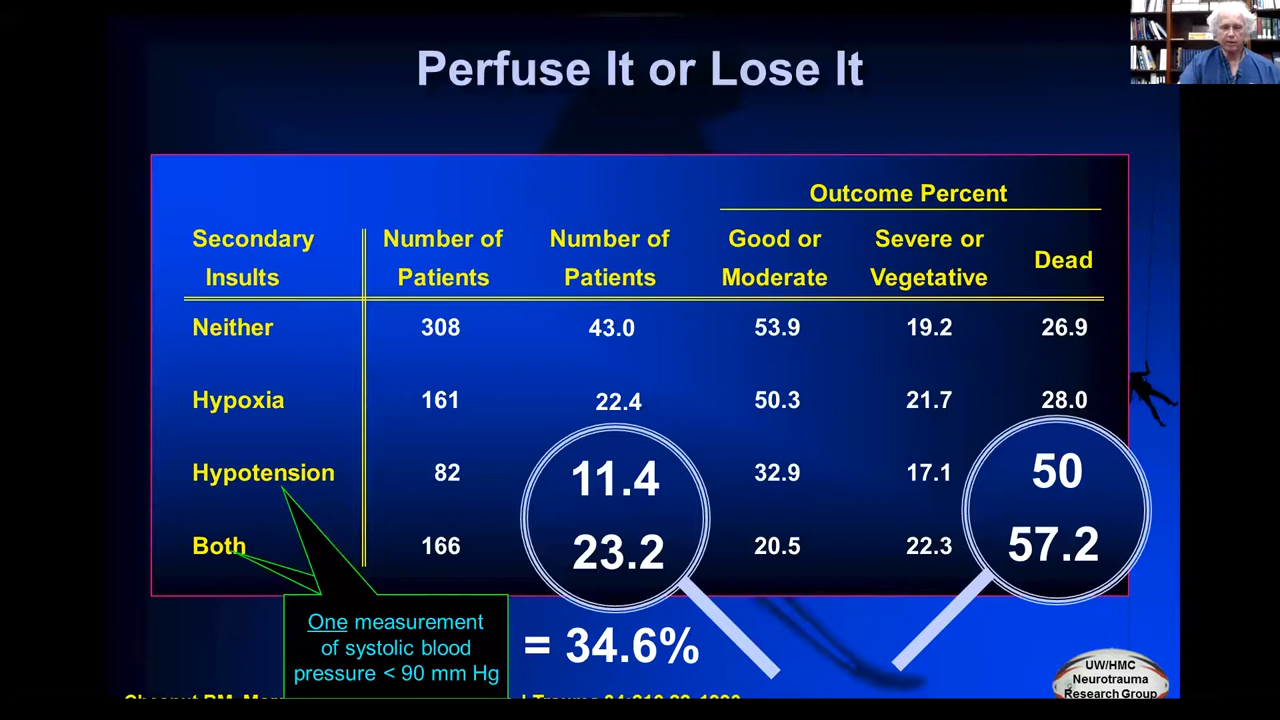 Perfuse It or Lose It
Outcome Percent
Secondary Insults Number of Patients Number of Patients Good or Moderate Severe or Vegetative Dead
Neither 308 43.0 53.9 19.2 26.9
Hypoxia 161 22.4 50.3 21.7 28.0
Hypotension 82 11.4 32.9 17.1 50
Both 166 23.2 20.5 22.3 57.2
One measurement
of systolic blood
pressure < 90 mm Hg
= 34.6%
UW/HMC
Neurotrauma
Research Group